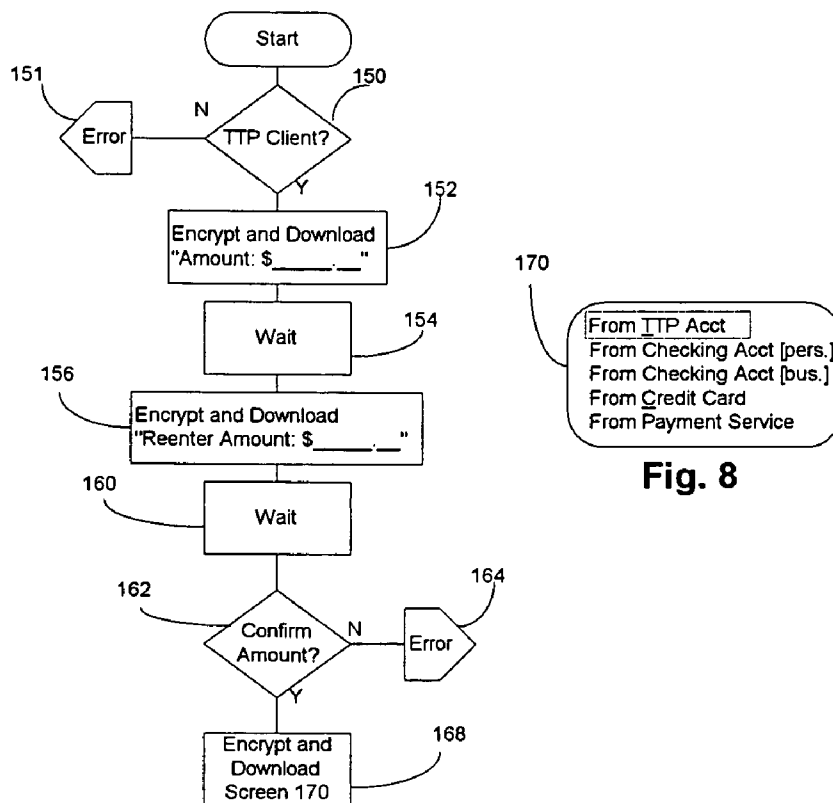 Start
151
150
N
Error
TTP Client?
Y
152
Encrypt and Download
"Amount: $_____.__"
170
154
Wait
From TTP Acct
From Checking Acct [pers.]
From Checking Acct [bus.]
From Credit Card
From Payment Service
Fig. 8
156
Encrypt and Download
"Reenter Amount: $_____.__"
160
Wait
162
164
Confirm
Amount?
N
Error
Y
Encrypt and
Download
Screen 170
168